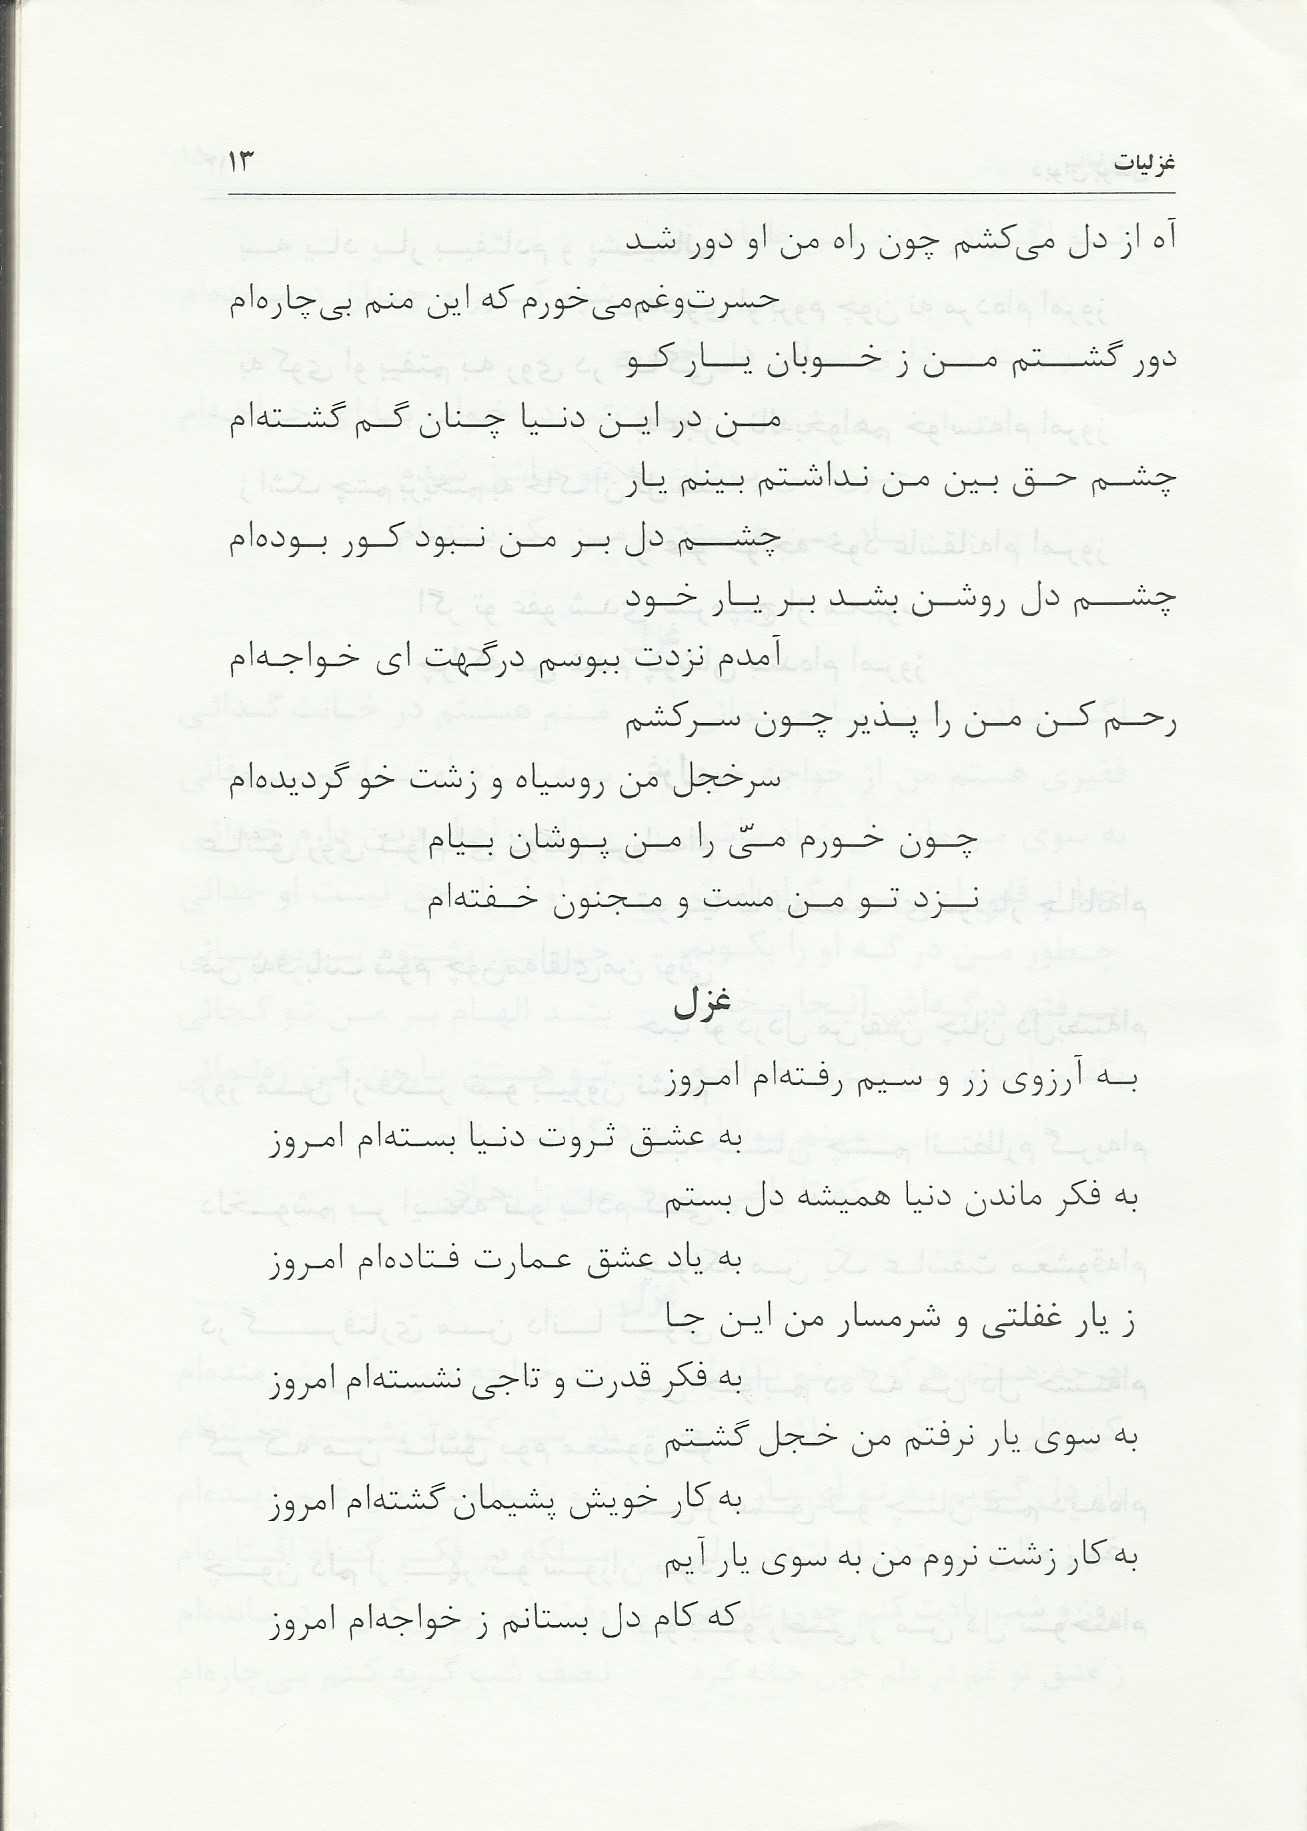 غزلیات ۱۳
آه از دل می‌کشم چون راه من او دور شد
حسرت‌وغم‌می‌خورم که این منم بی‌چاره‌ام
دور گشتم من ز خوبان یار کو
من در این دنیا چنان گم گشته‌ام
چشم حق بین من نداشتم بینم یار
چشم دل بر من نبود کور بوده‌ام
چشم دل روشن بشد بر یار خود
آمدم نزدت ببوسم درگهت ای خواجه‌ام
رحم کن من را پذیر چون سرکشم
سرخجل من روسیاه و زشت خو گردیده‌ام
چون خورم میّ را من پوشان بیام
نزد تو من مست و مجنون خفته‌ام
غزل
به آرزوی زر و سیم رفته‌ام امروز
به عشق ثروت دنیا بسته‌ام امروز
به فکر ماندن دنیا همیشه دل بستم
به یاد عشق عمارت فتاده‌ام امروز
ز یار غفلتی و شرمسار من این جا
به فکر قدرت و تاجی نشسته‌ام امروز
به سوی یار نرفتم من خجل گشتم
به کار خویش پشیمان گشته‌ام امروز
به کار زشت نروم من به سوی یار آیم
که کام دل بستانم ز خواجه‌ام امروز